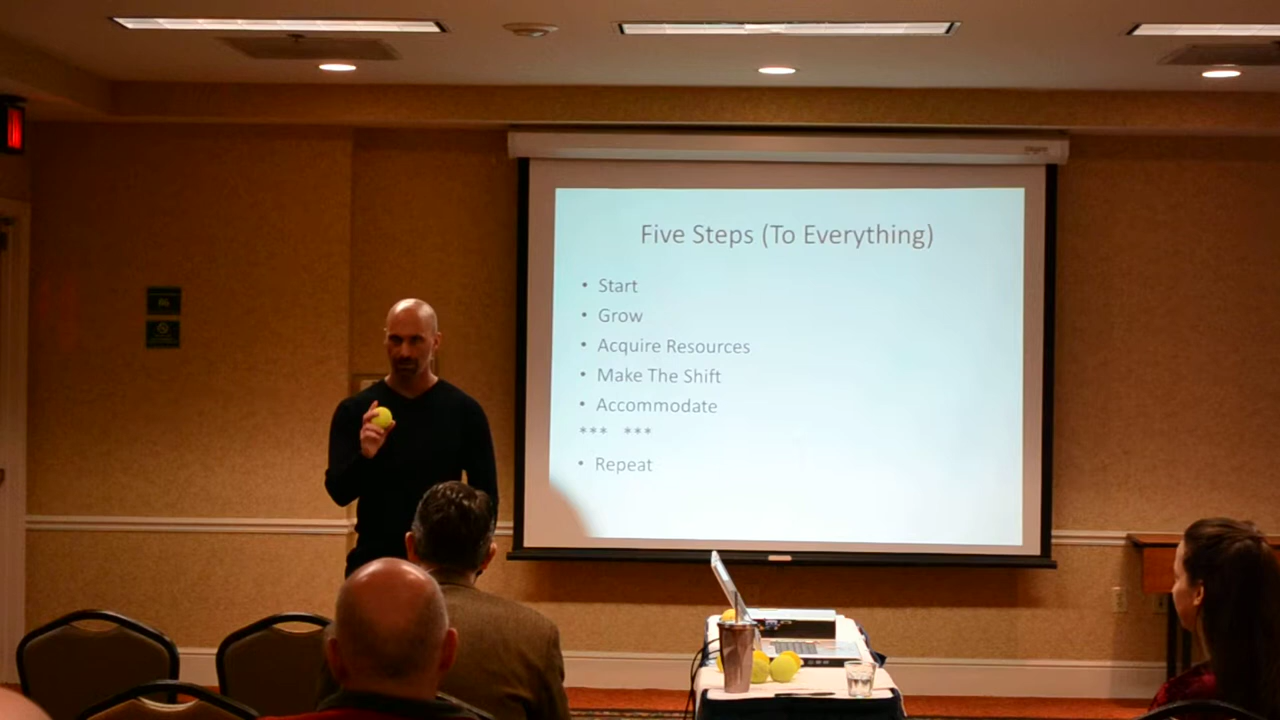 Five Steps (To Everything)
• Start
• Grow
• Acquire Resources
• Make The Shift
• Accommodate
*** ***
• Repeat